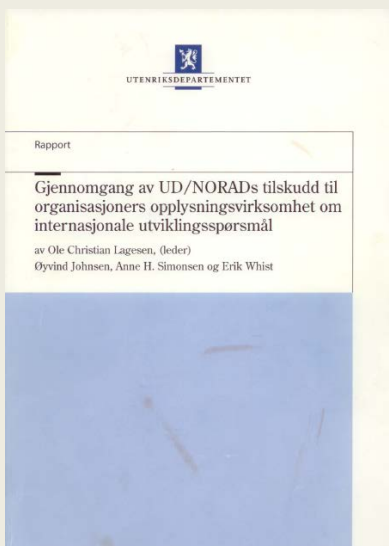 UTENRIKSDEPARTEMENTET
Rapport
Gjennomgang av UD/NORADs tilskudd til
organisasjoners opplysningsvirksomhet om
internasjonale utviklingsspørsmål
av Ole Christian Lagesen, (leder)
Øyvind Johnsen, Anne H. Simonsen og Erik Whist